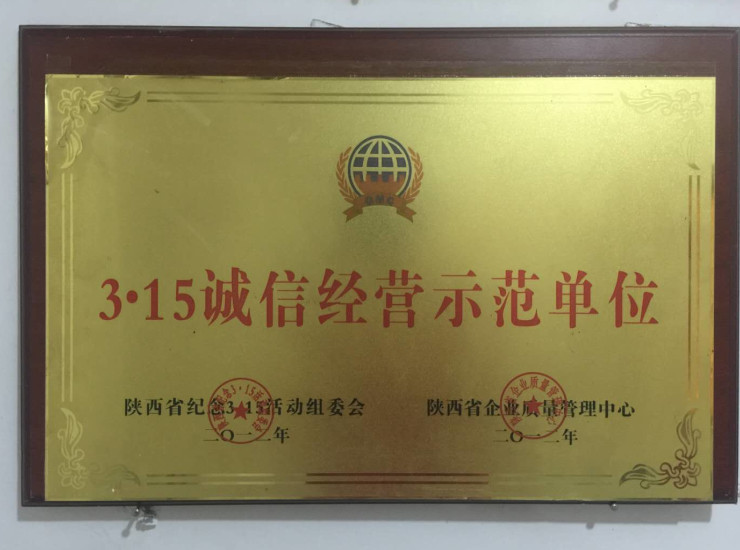 QMC
3·15诚信经营示范单位
陕西省纪念3·15活动组委会 陕西省企业质量管理中心
二〇一二年 二〇一二年